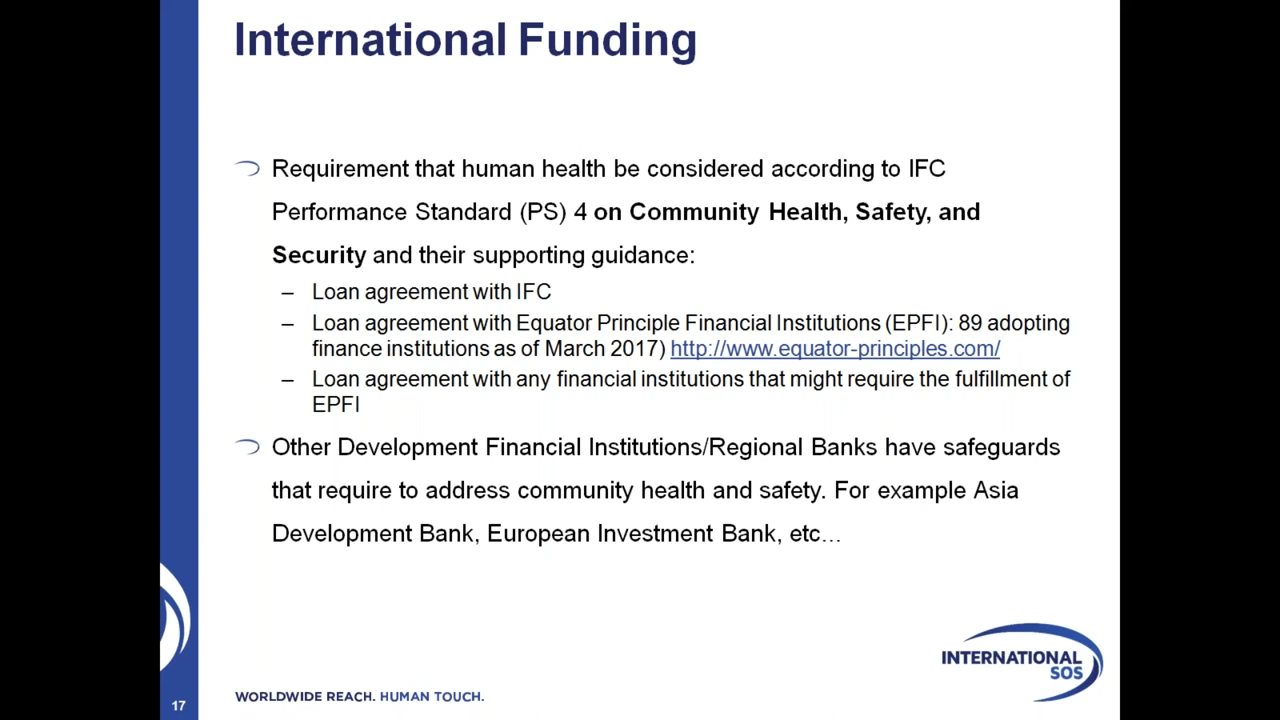 International Funding
Requirement that human health be considered according to IFC
Performance Standard (PS) 4 on Community Health, Safety, and
Security and their supporting guidance:
– Loan agreement with IFC
– Loan agreement with Equator Principle Financial Institutions (EPFI): 89 adopting
finance institutions as of March 2017) http://www.equator-principles.com/
– Loan agreement with any financial institutions that might require the fulfillment of
EPFI
Other Development Financial Institutions/Regional Banks have safeguards
that require to address community health and safety. For example Asia
Development Bank, European Investment Bank, etc...
INTERNATIONAL
SOS
WORLDWIDE REACH. HUMAN TOUCH.
17